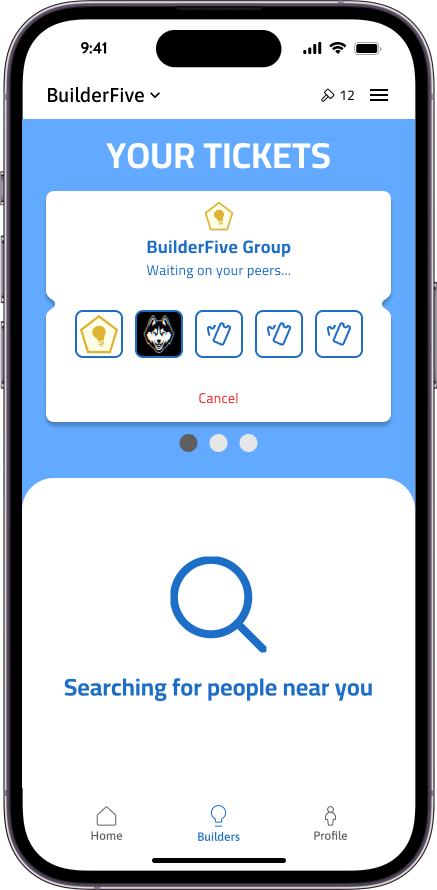 9:41
BuilderFive
12
YOUR TICKETS
BuilderFive Group
Waiting on your peers...
Cancel
Searching for people near you
Home
Builders
Profile